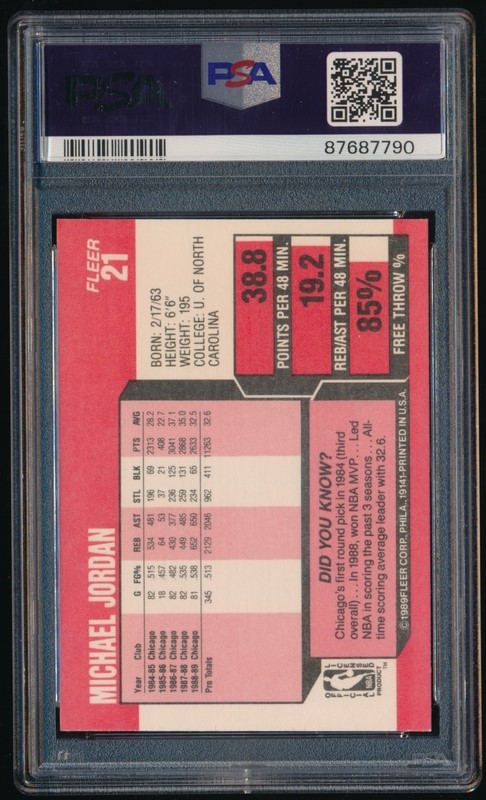 PSA
PSA
87687790
MICHAEL JORDAN
FLEER
21
Year Club G FG% REB AST STL BLK PTS AVG
1984-85 Chicago 82 .515 534 481 196 69 2313 28.2
1985-86 Chicago 18 .457 64 53 37 21 408 22.7
1986-87 Chicago 82 .482 430 377 236 125 3041 37.1
1987-88 Chicago 82 .535 449 485 259 131 2868 35.0
1988-89 Chicago 81 .538 652 650 234 65 2633 32.5
Pro Totals 345 .513 2129 2046 962 411 11263 32.6
BORN: 2/17/63
HEIGHT: 6'6"
WEIGHT: 195
COLLEGE: U. OF NORTH
CAROLINA
38.8
POINTS PER 48 MIN.
19.2
REB/AST PER 48 MIN.
85%
FREE THROW %
DID YOU KNOW?
Chicago's first round pick in 1984 (third
overall) . . . In 1988, won NBA MVP . . . Led
NBA in scoring the past 3 seasons . . . All-
time scoring average leader with 32.6.
OFFICIAL LICENSED
NBA
PRODUCT TM
©1989 FLEER CORP., PHILA., 19141-PRINTED IN U.S.A.